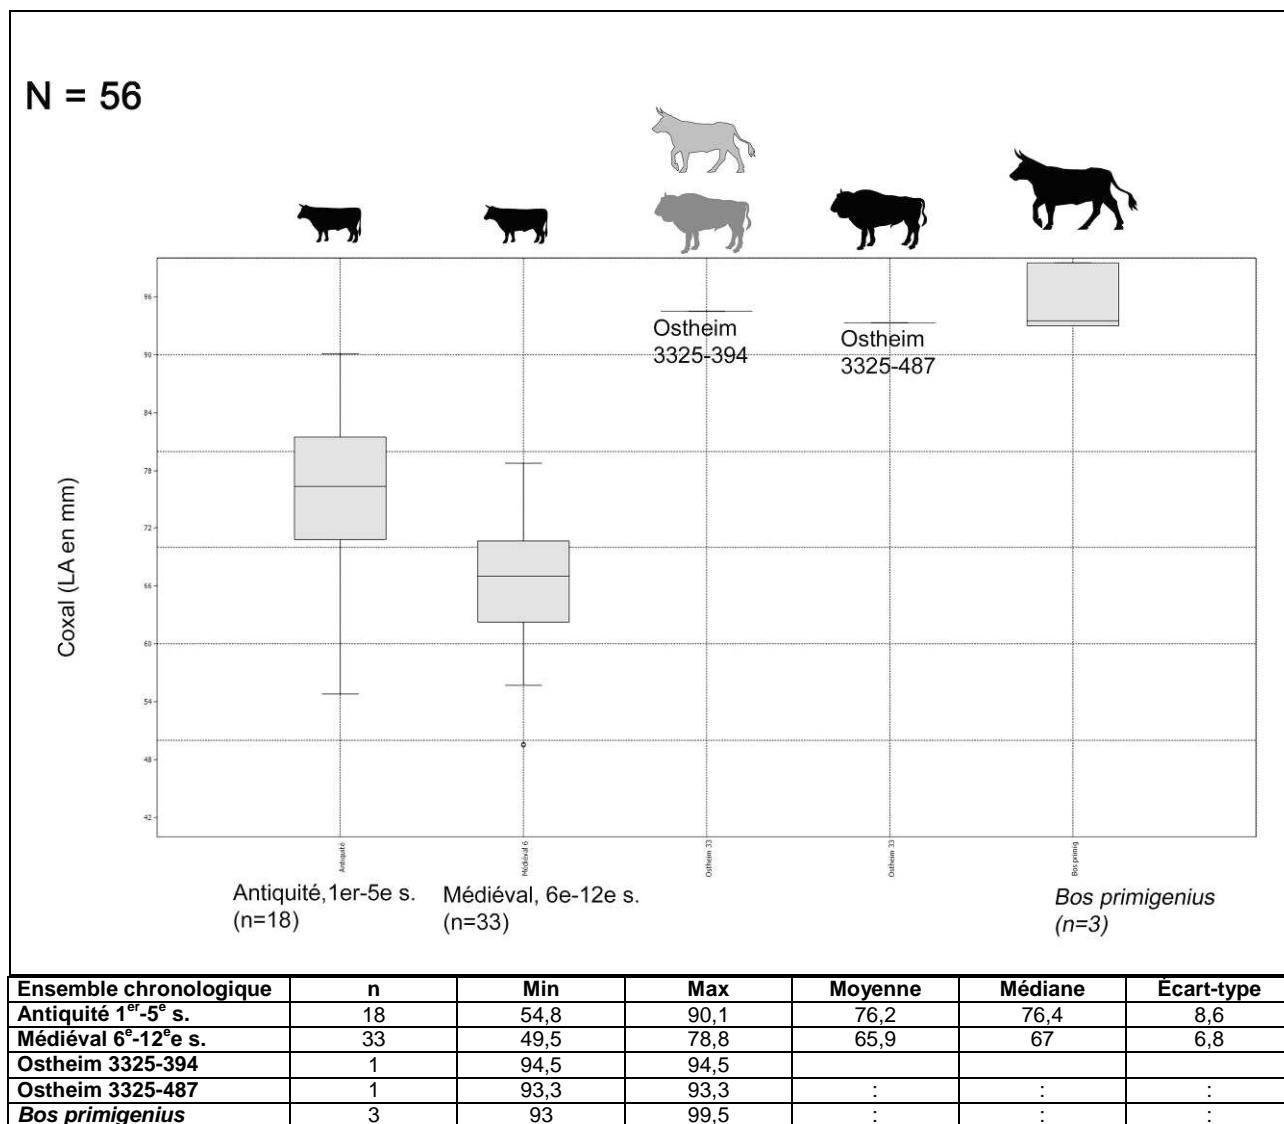 N = 56
Ostheim
3325-394
Ostheim
3325-487
Coxal (LA en mm)
96
90
84
78
72
66
60
54
48
42
Antiquité
Médiéval 6
Ostheim 33
Ostheim 33
Bos primig
Antiquité,1er-5e s.
(n=18)
Médiéval, 6e-12e s.
(n=33)
Bos primigenius
(n=3)
Ensemble chronologique n Min Max Moyenne Médiane Écart-type
Antiquité 1er-5e s. 18 54,8 90,1 76,2 76,4 8,6
Médiéval 6e-12ee s. 33 49,5 78,8 65,9 67 6,8
Ostheim 3325-394 1 94,5 94,5
Ostheim 3325-487 1 93,3 93,3 : : :
Bos primigenius 3 93 99,5 : : :